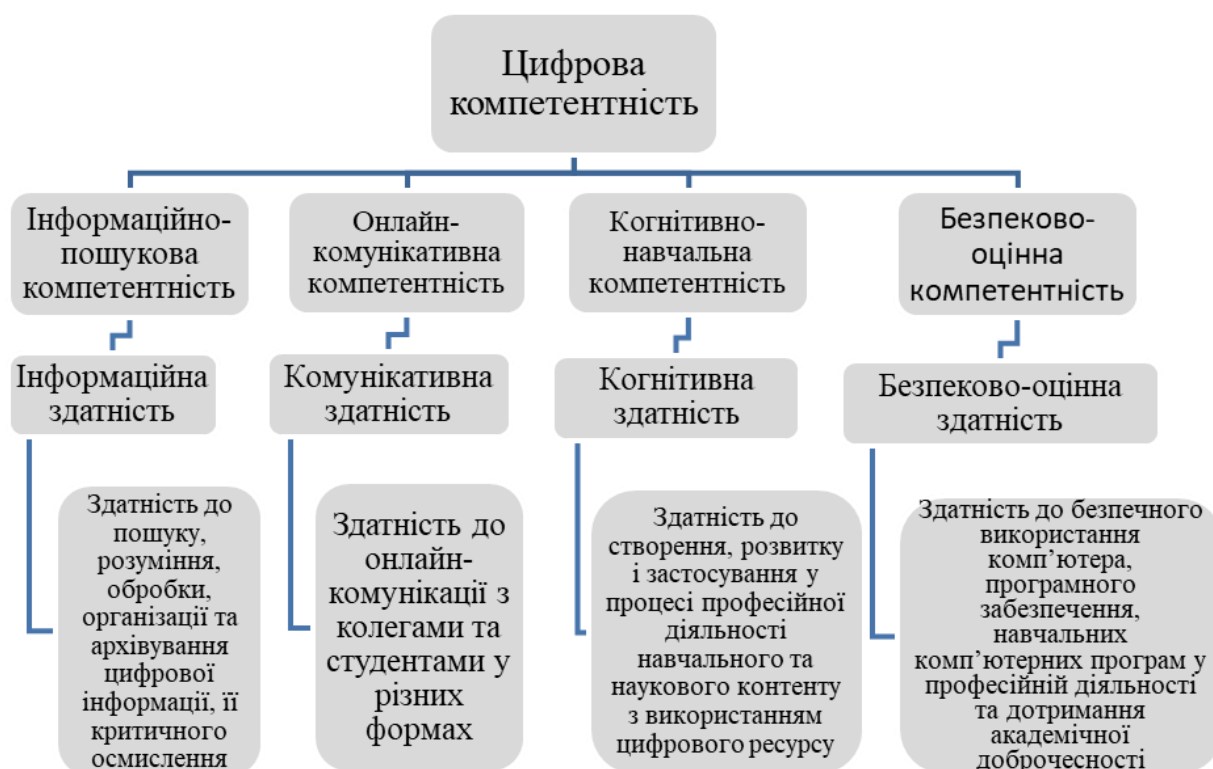 Цифрова
компетентність
Інформаційно-
пошукова
компетентність
Онлайн-
комунікативна
компетентність
Когнітивно-
навчальна
компетентність
Безпеково-
оцінна
компетентність
Інформаційна
здатність
Комунікативна
здатність
Когнітивна
здатність
Безпеково-оцінна
здатність
Здатність до
пошуку,
розуміння,
обробки,
організації та
архівування
цифрової
інформації, її
критичного
осмислення
Здатність до
онлайн-
комунікації з
колегами та
студентами у
різних
формах
Здатність до
створення, розвитку
і застосування у
процесі професійної
діяльності
навчального та
наукового контенту
з використанням
цифрового ресурсу
Здатність до безпечного
використання
комп’ютера,
програмного
забезпечення,
навчальних
комп’ютерних програм у
професійній діяльності
та дотримання
академічної
доброчесності